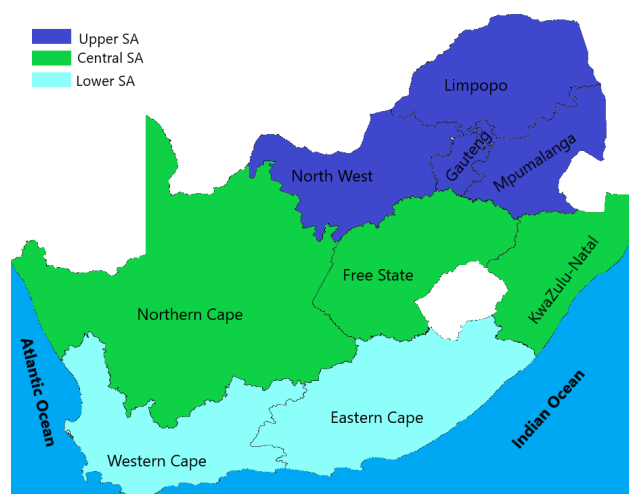 Upper SA
Central SA
Lower SA
Limpopo
Gauteng
Mpumalanga
North West
Free State
KwaZulu-Natal
Northern Cape
Atlantic Ocean
Eastern Cape
Indian Ocean
Western Cape